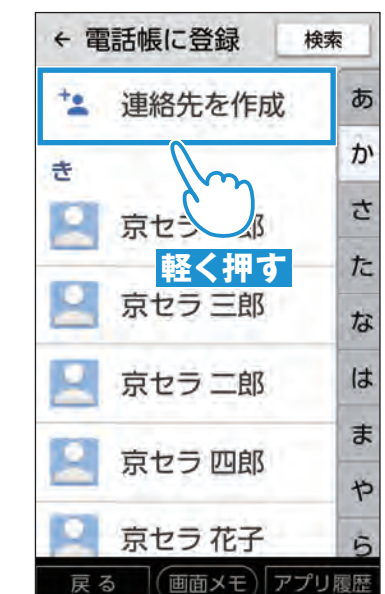 ← 電話帳に登録 検索
連絡先を作成
き
京セラ 郎
軽く押す
京セラ 三郎
京セラ 二郎
京セラ 四郎
京セラ 花子
あ
か
さ
た
な
は
ま
や
ら
戻る 画面メモ アプリ履歴